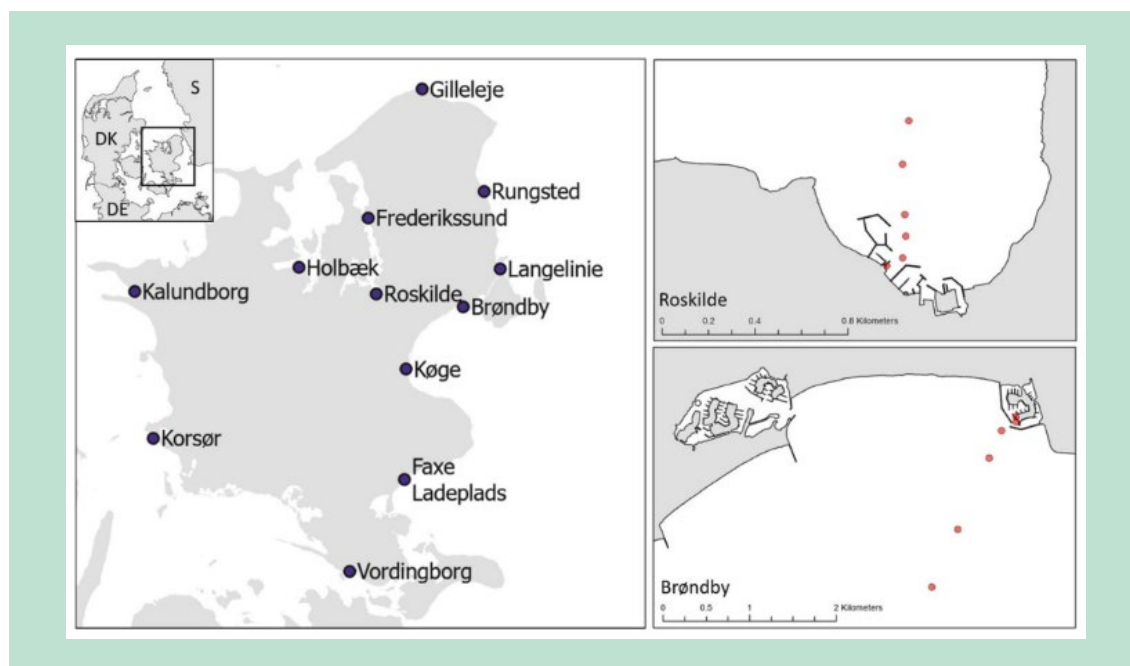 S
DK
DE
Gilleleje
Rungsted
Frederikssund
Holbæk
Langelinie
Kalundborg
Roskilde
Brøndby
Køge
Korsør
Faxe
Ladeplads
Vordingborg
Roskilde
0 0.2 0.4 0.8 Kilometers
Brøndby
0 0.5 1 2 Kilometers